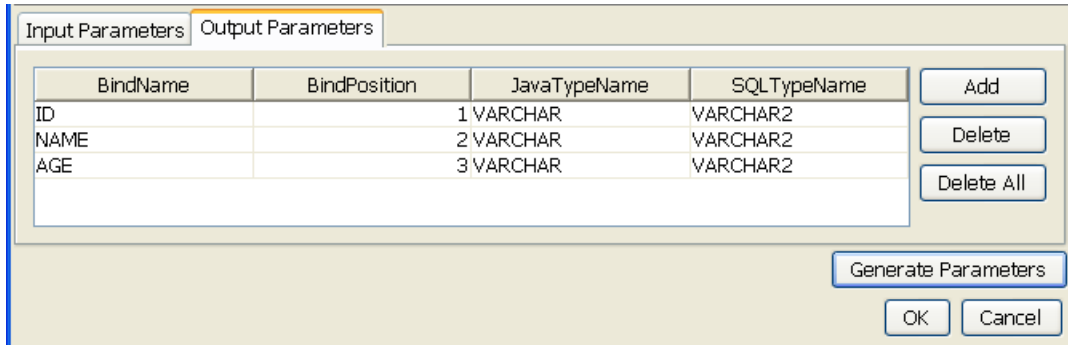 Input Parameters Output Parameters
BindName BindPosition JavaTypeName SQLTypeName Add
ID 1 VARCHAR VARCHAR2
NAME 2 VARCHAR VARCHAR2 Delete
AGE 3 VARCHAR VARCHAR2
Delete All
Generate Parameters
OK Cancel